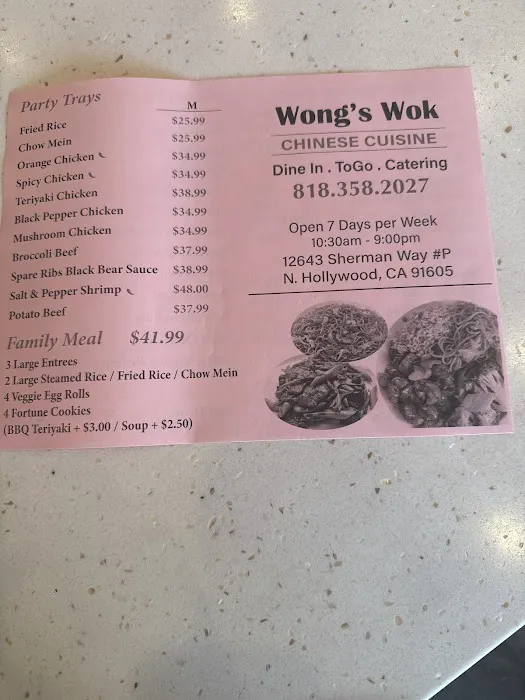 Party Trays
M
Fried Rice $25.99
Chow Mein $25.99
Orange Chicken $34.99
Spicy Chicken $34.99
Teriyaki Chicken $38.99
Black Pepper Chicken $34.99
Mushroom Chicken $34.99
Broccoli Beef $37.99
Spare Ribs Black Bear Sauce $38.99
Salt & Pepper Shrimp $48.00
Potato Beef $37.99
Family Meal $41.99
3 Large Entrees
2 Large Steamed Rice / Fried Rice / Chow Mein
4 Veggie Egg Rolls
4 Fortune Cookies
(BBQ Teriyaki + $3.00 / Soup + $2.50)
Wong's Wok
CHINESE CUISINE
Dine In . ToGo . Catering
818.358.2027
Open 7 Days per Week
10:30am - 9:00pm
12643 Sherman Way #P
N. Hollywood, CA 91605